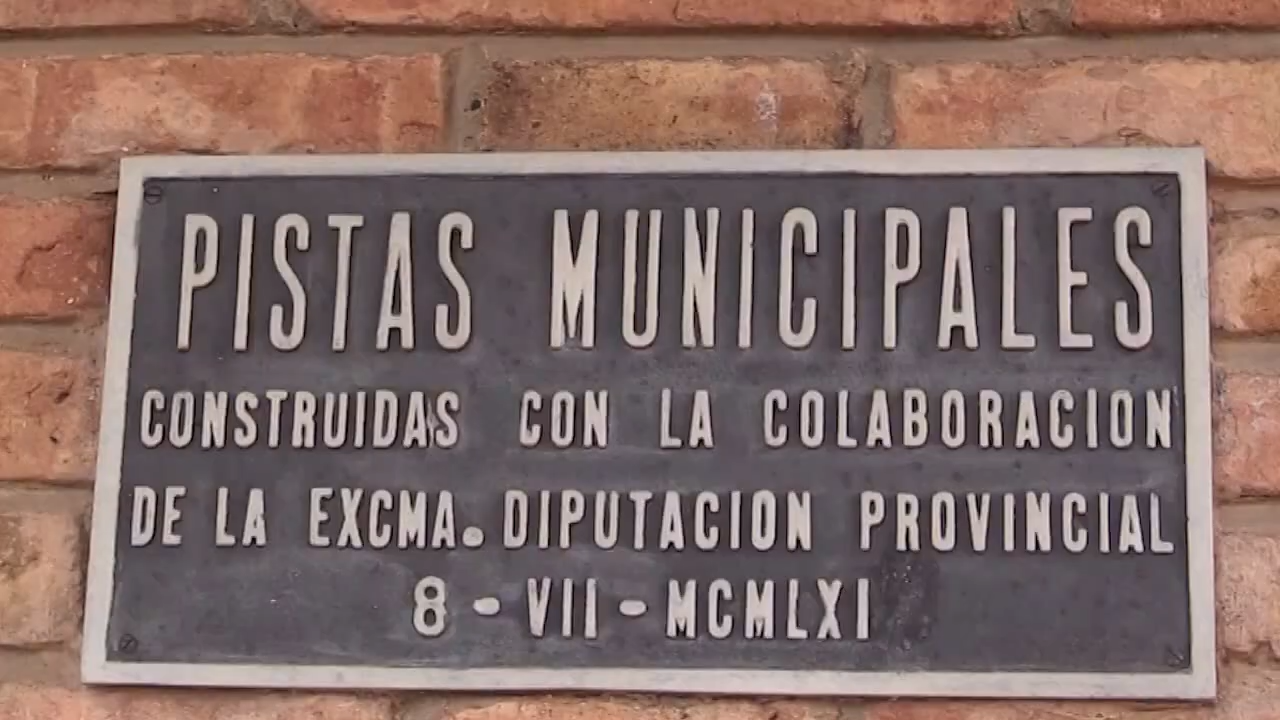 PISTAS MUNICIPALES
CONSTRUIDAS CON LA COLABORACION
DE LA EXCMA. DIPUTACION PROVINCIAL
8 - VII - MCMLXI